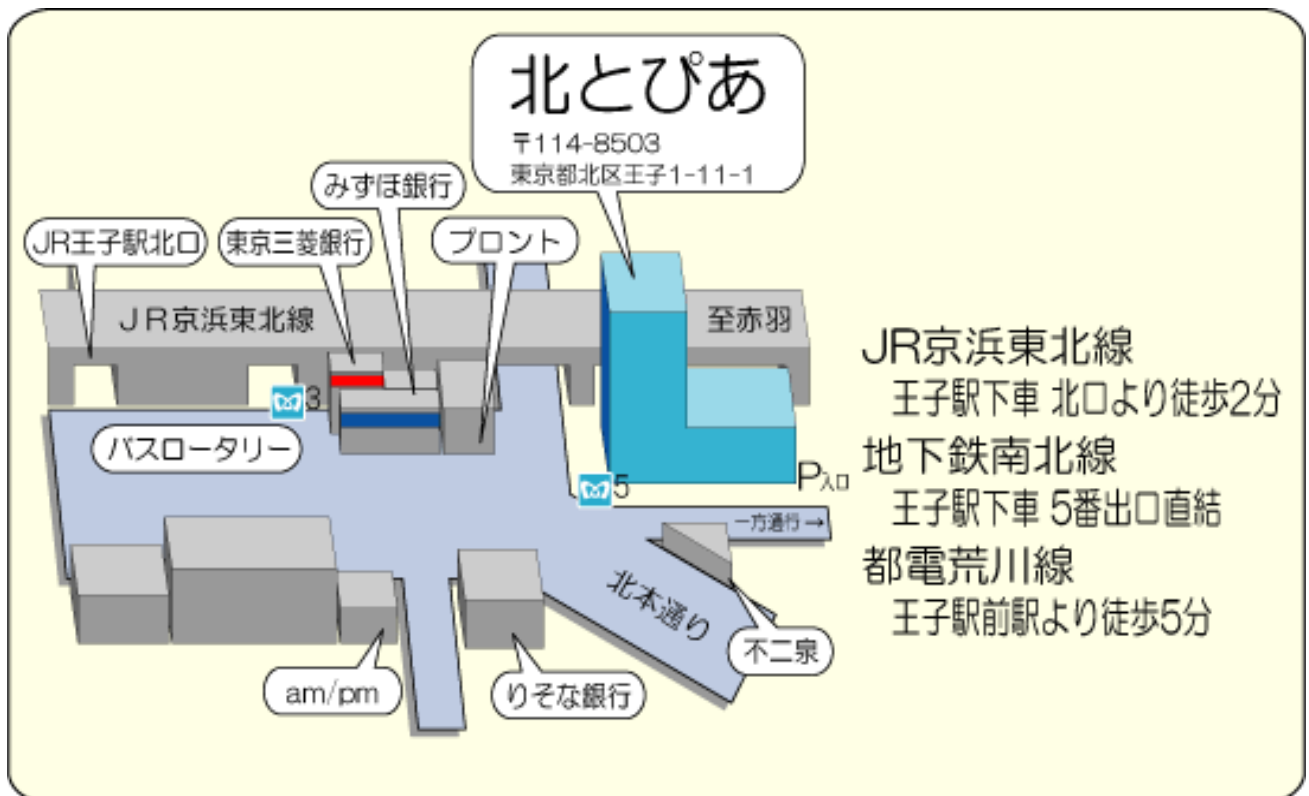 北とぴあ
〒114-8503
東京都北区王子1-11-1
みずほ銀行
JR王子駅北口
東京三菱銀行
プロント
JR京浜東北線
至赤羽
3
バスロータリー
5
P入口
一方通行→
北本通り
不二泉
am/pm
りそな銀行
JR京浜東北線
王子駅下車 北口より徒歩2分
地下鉄南北線
王子駅下車 5番出口直結
都電荒川線
王子駅前駅より徒歩5分